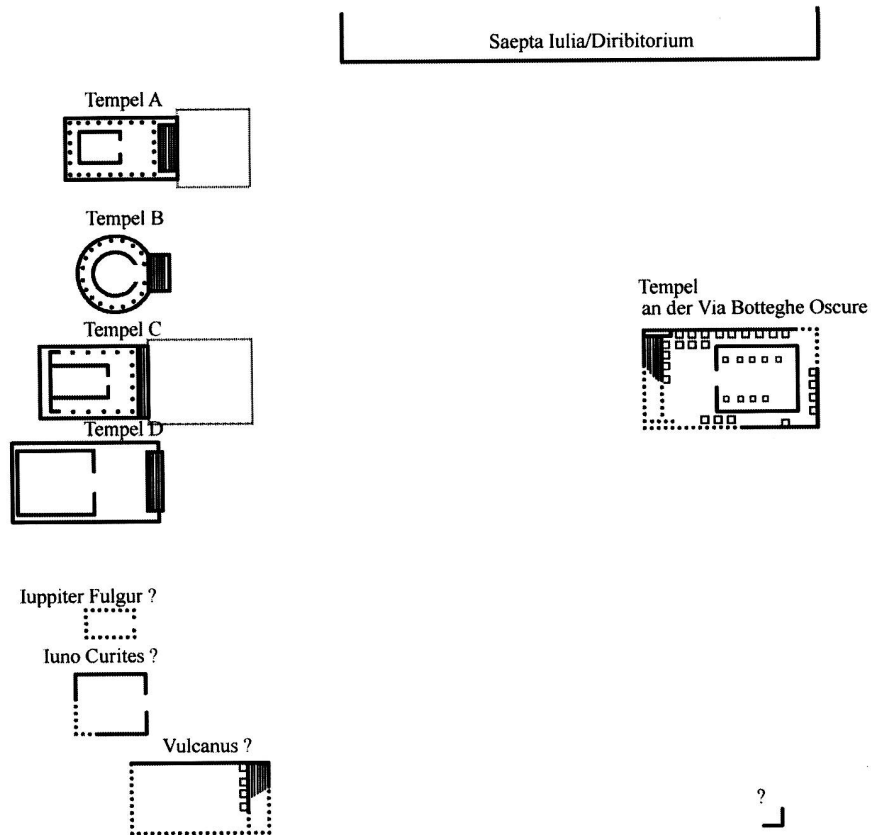 Saepta Iulia/Diribitorium
Tempel A
Tempel B
Tempel
an der Via Botteghe Oscure
Tempel C
Tempel D
Iuppiter Fulgur ?
Iuno Curites ?
Vulcanus ?
?